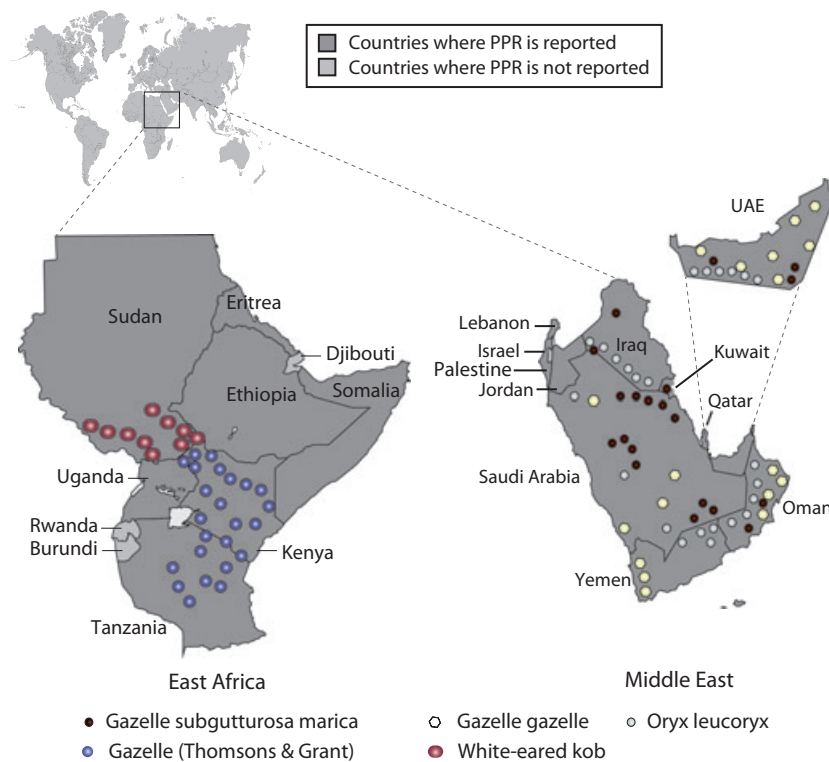 Countries where PPR is reported
Countries where PPR is not reported
UAE
Sudan
Eritrea
Djibouti
Ethiopia
Somalia
Uganda
Rwanda
Burundi
Kenya
Tanzania
Lebanon
Israel
Iraq
Palestine
Kuwait
Jordan
Qatar
Saudi Arabia
Oman
Yemen
East Africa
Middle East
Gazelle subgutturosa marica
Gazelle gazelle
Oryx leucoryx
Gazelle (Thomsons & Grant)
White-eared kob